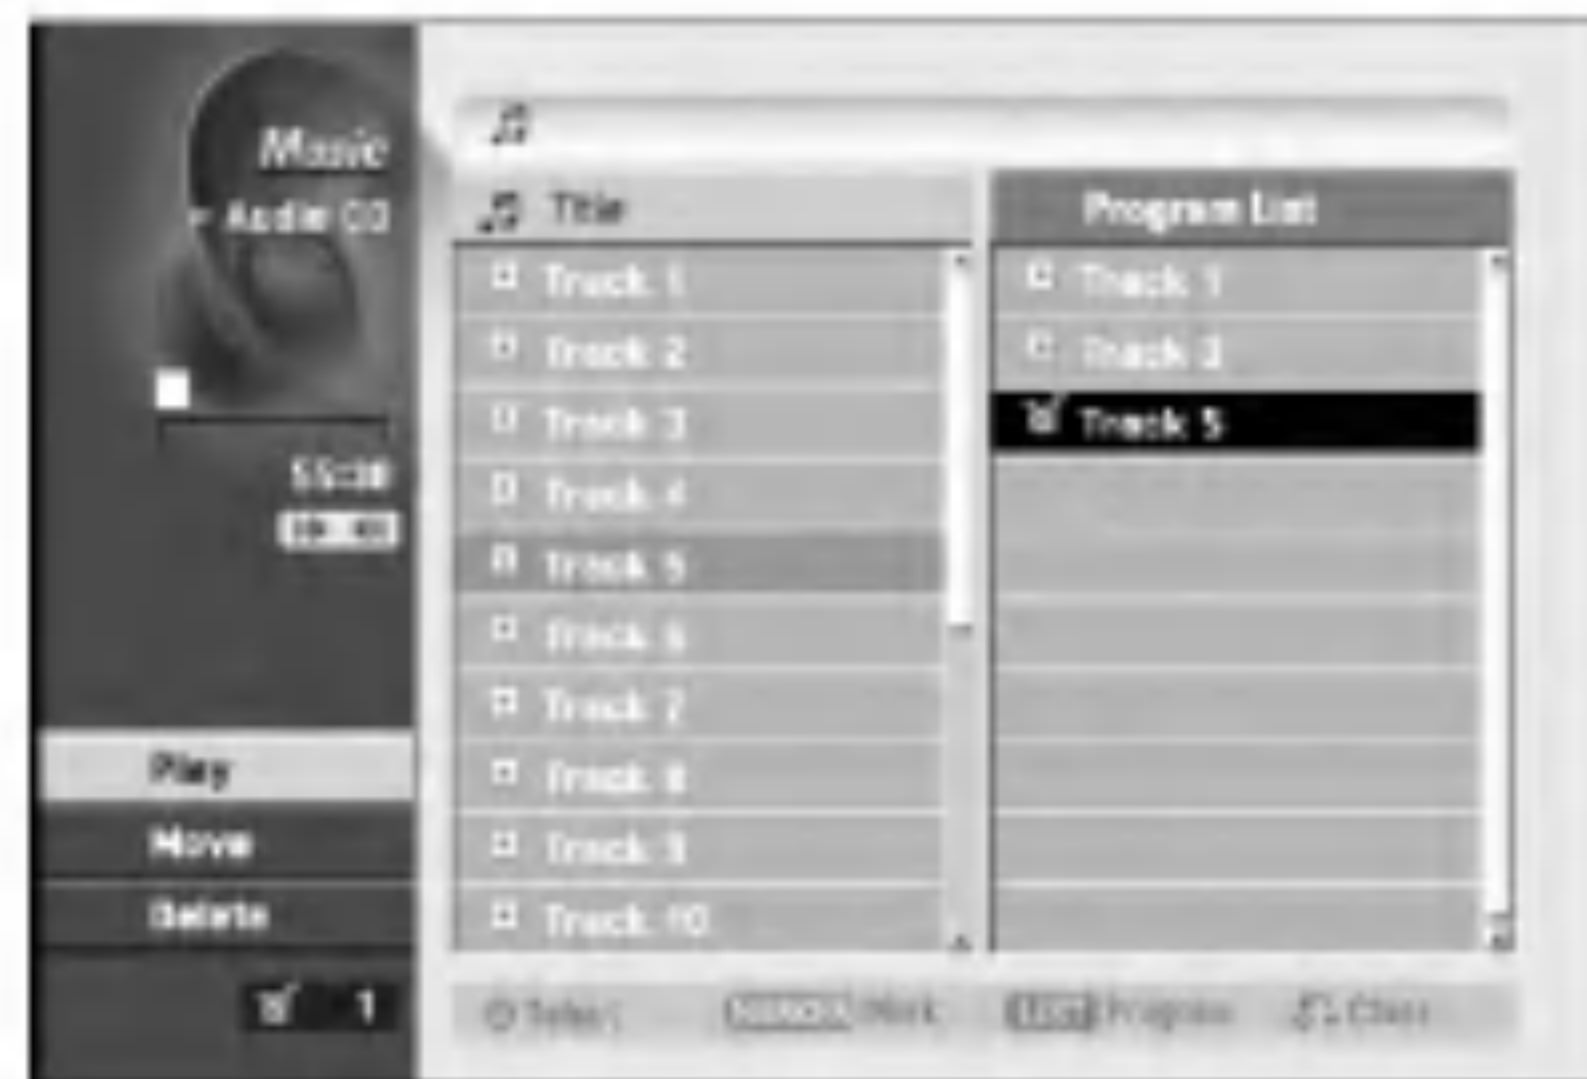 Music
- Audio CD
Play
Move
Delete
1
Title
Track 1
Track 2
Track 3
Track 4
Track 5
Track 6
Track 7
Track 8
Track 9
Track 10
Program List
Track 1
Track
Track 5
Select
Mark
LIST Program
Close